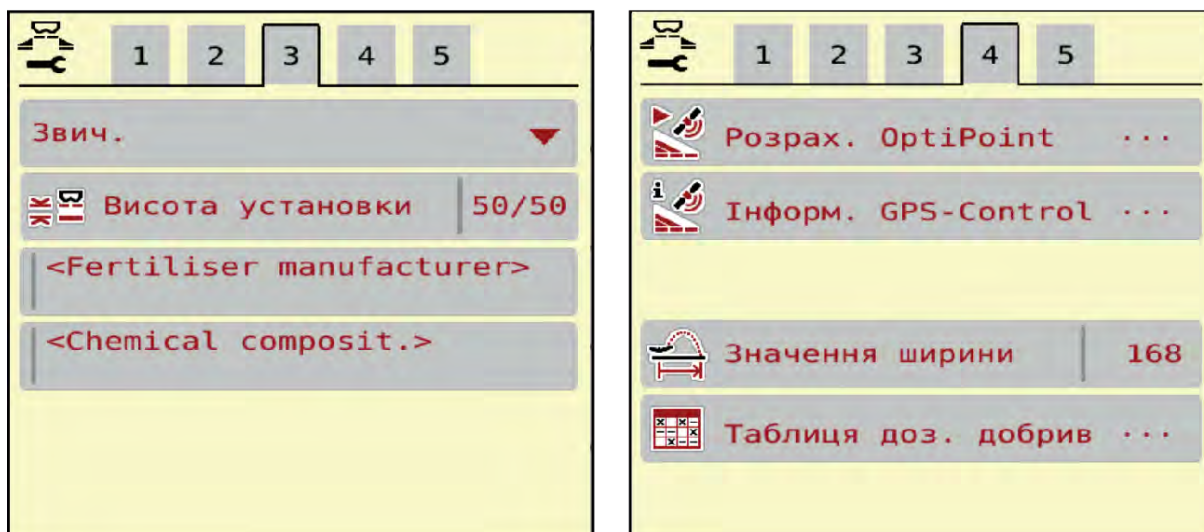 1 2 3 4 5
Звич.
Висота установки 50/50
<Fertiliser manufacturer>
<Chemical composit.>
1 2 3 4 5
Розрах. OptiPoint ...
Інформ. GPS-Control ...
Значення ширини 168
Таблиця доз. добрив ...